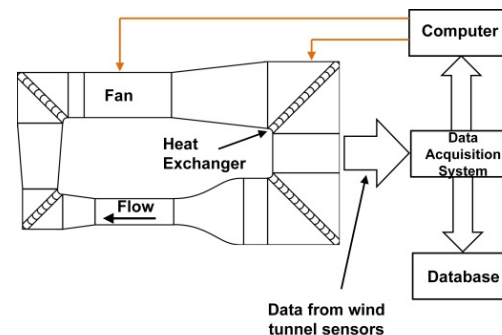 Computer
Fan
Heat
Exchanger
Data
Acquisition
System
Flow
Database
Data from wind
tunnel sensors